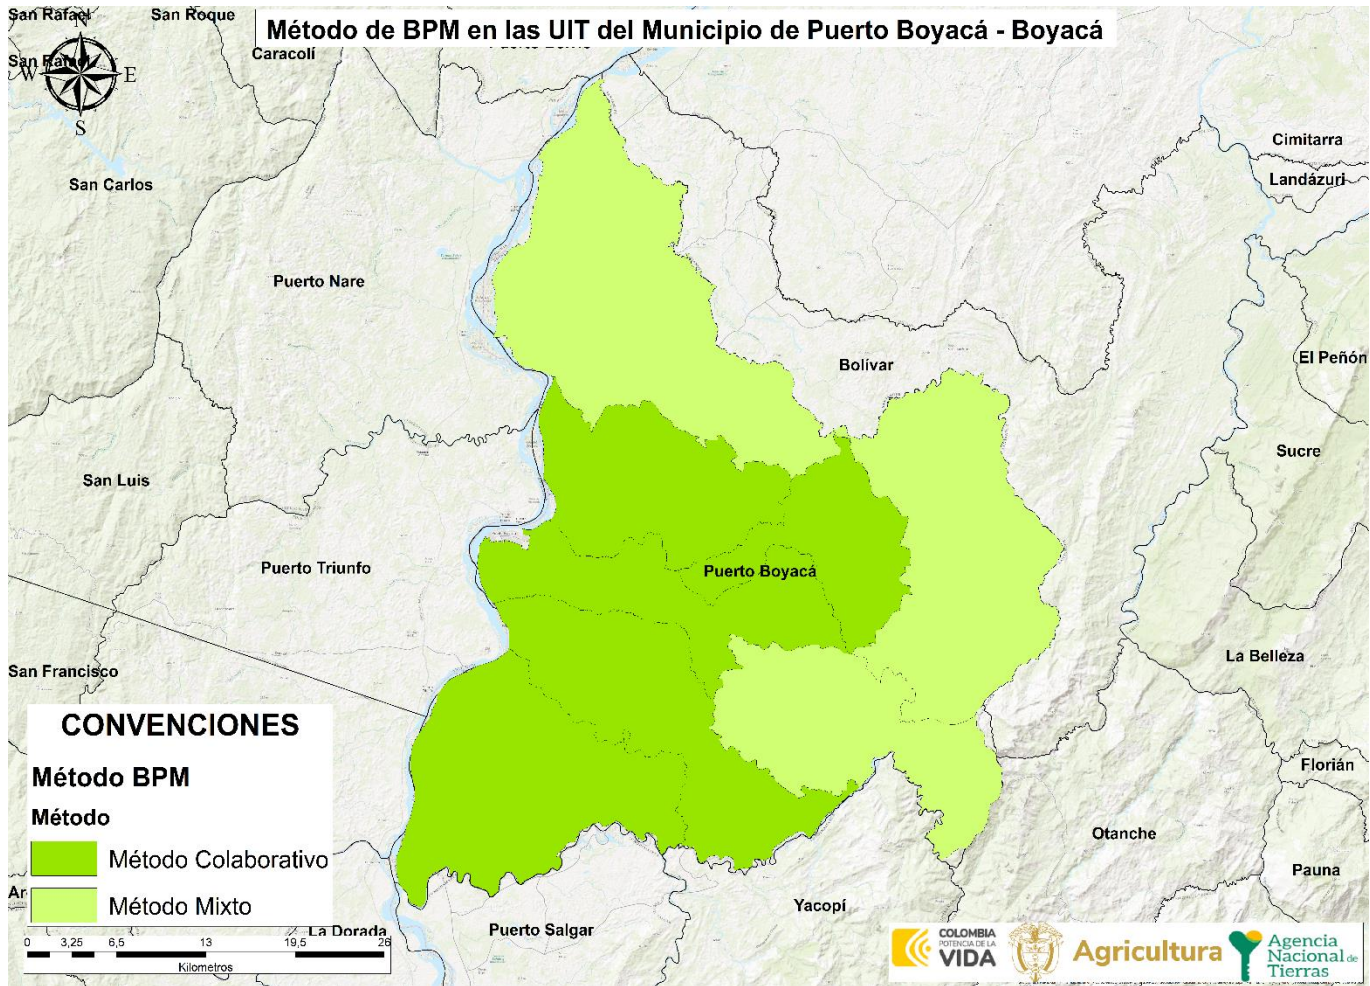 San Rafael
San Roque
Método de BPM en las UIT del Municipio de Puerto Boyacá - Boyacá
Caracolí
W
E
S
San Carlos
Cimitarra
Landázuri
Puerto Nare
Bolívar
El Peñón
Sucre
San Luis
Puerto Triunfo
Puerto Boyacá
San Francisco
La Belleza
Florián
Otanche
Pauna
Yacopí
Puerto Salgar
La Dorada
CONVENCIONES
Método BPM
Método
Método Colaborativo
Método Mixto
0 3,25 6,5 13 19,5 26
Kilometros
COLOMBIA
POTENCIA DE LA
VIDA
Agricultura
Agencia
Nacional de
Tierras